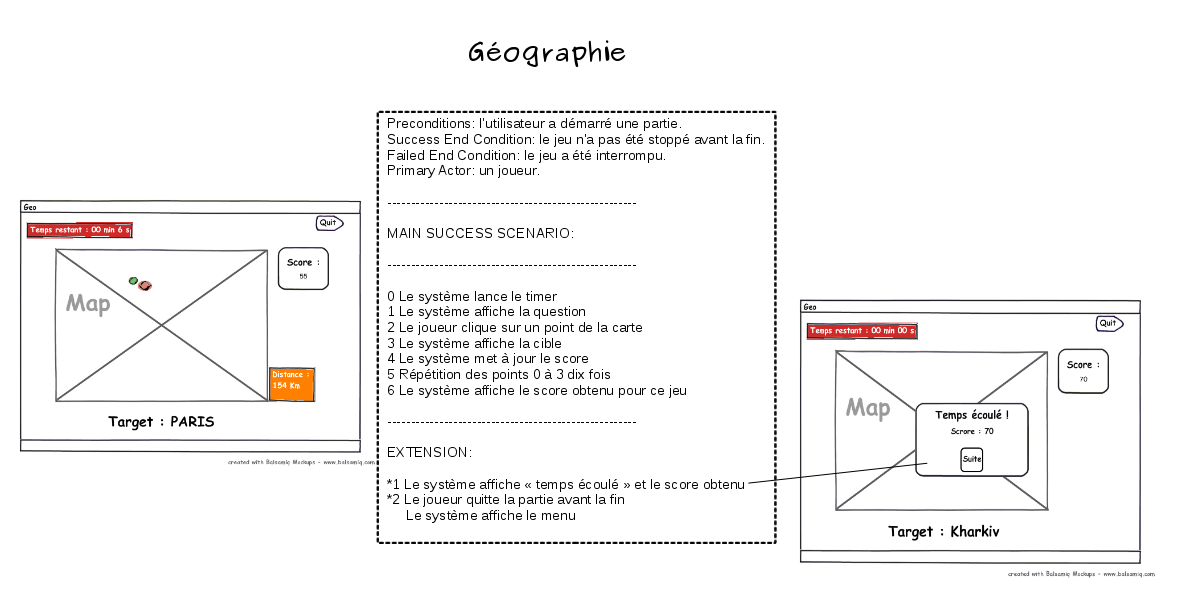 Géographie
Preconditions: l'utilisateur a démarré une partie.
Success End Condition: le jeu n'a pas été stoppé avant la fin.
Failed End Condition: le jeu a été interrompu.
Primary Actor: un joueur.
----------------------------------------------------
MAIN SUCCESS SCENARIO:
----------------------------------------------------
0 Le système lance le timer
1 Le système affiche la question
2 Le joueur clique sur un point de la carte
3 Le système affiche la cible
4 Le système met à jour le score
5 Répétition des points 0 à 3 dix fois
6 Le système affiche le score obtenu pour ce jeu
----------------------------------------------------
EXTENSION:
*1 Le système affiche « temps écoulé » et le score obtenu
*2 Le joueur quitte la partie avant la fin
Le système affiche le menu
Geo
Quit
Temps restant : 00 min 6 s
Score :
55
Map
Distance :
154 Km
Target : PARIS
created with Balsamiq Mockups - www.balsamiq.com
Geo
Quit
Temps restant : 00 min 00 s
Score :
70
Map
Temps écoulé !
Scrore : 70
Suite
Target : Kharkiv
created with Balsamiq Mockups - www.balsamiq.com